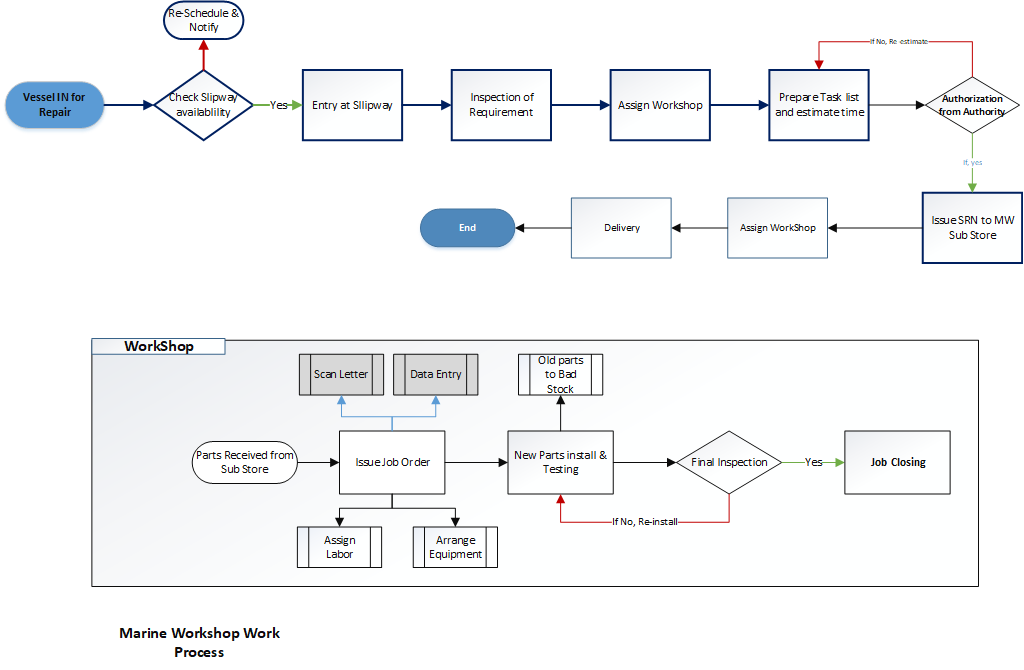 Re-Schedule &
Notify
Vessel IN for
Repair
Check Slipway
availablility
Yes
Entry at Sllipway
Inspection of
Requirement
Assign Workshop
Prepare Task list
and estimate time
If No, Re-estimate
Authorization
from Authority
If, yes
Issue SRN to MW
Sub Store
Assign WorkShop
Delivery
End
WorkShop
Scan Letter
Data Entry
Old parts
to Bad
Stock
Parts Received from
Sub Store
Issue Job Order
New Parts install &
Testing
Final Inspection
Yes
Job Closing
If No, Re-install
Assign
Labor
Arrange
Equipment
Marine Workshop Work
Process